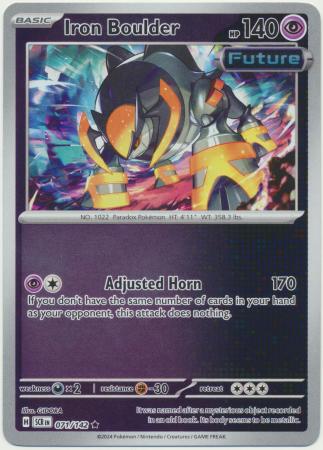 BASIC
Iron Boulder
HP 140
Future
NO. 1022 Paradox Pokémon HT: 4'11" WT: 358.3 lbs.
Adjusted Horn 170
If you don't have the same number of cards in your hand
as your opponent, this attack does nothing.
weakness ×2 resistance -30 retreat
Illus. GIDORA
H SCR EN 071/142 ★
It was named after a mysterious object recorded
in an old book. Its body seems to be metallic.
©2024 Pokémon / Nintendo / Creatures / GAME FREAK